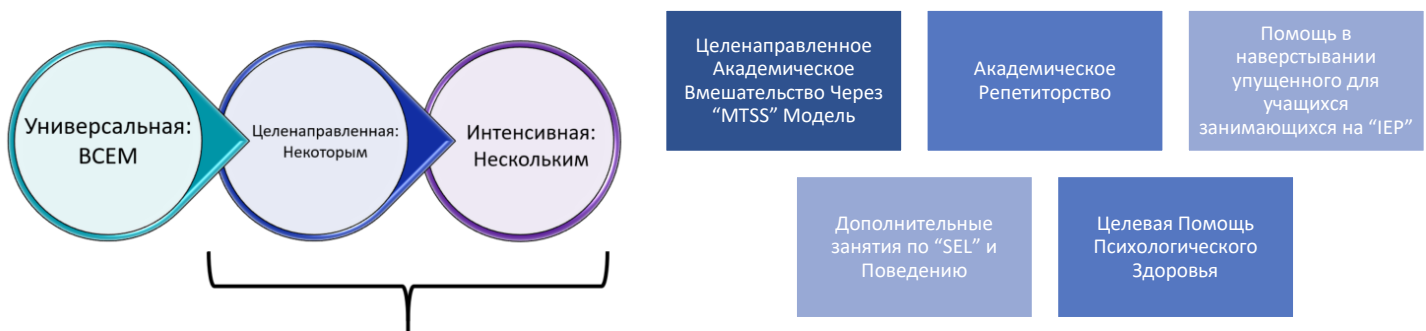 Универсальная:
ВСЕМ
Целенаправленная:
Некоторым
Интенсивная:
Нескольким
Целенаправленное
Академическое
Вмешательство Через
“MTSS” Модель
Академическое
Репетиторство
Помощь в
наверстывании
упущенного для
учащихся
занимающихся на “IEP”
Дополнительные
занятия по “SEL” и
Поведению
Целевая Помощь
Психологического
Здоровья